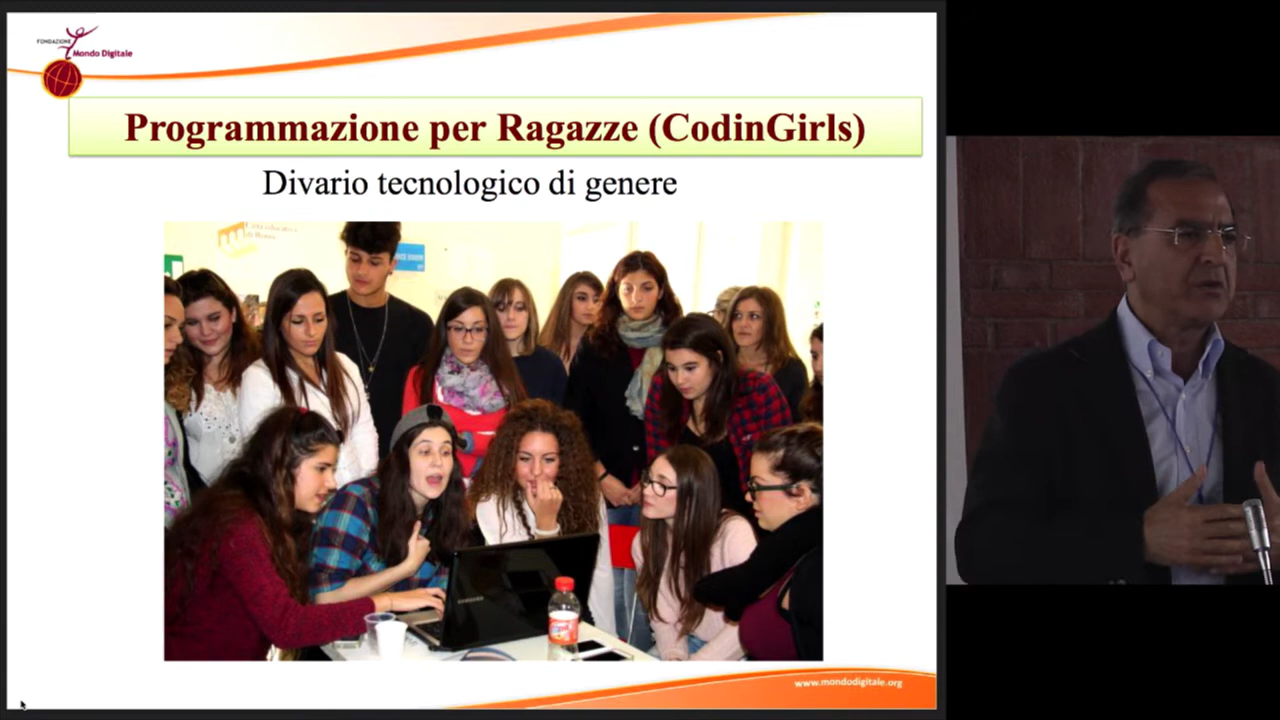 FONDAZIONE
Mondo Digitale
Programmazione per Ragazze (CodinGirls)
Divario tecnologico di genere
SAMSUNG
www.mondodigitale.org